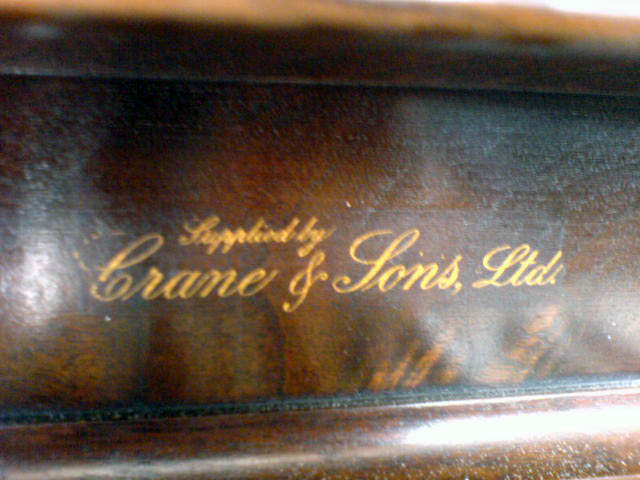 Supplied by
Crane & Sons, Ltd.